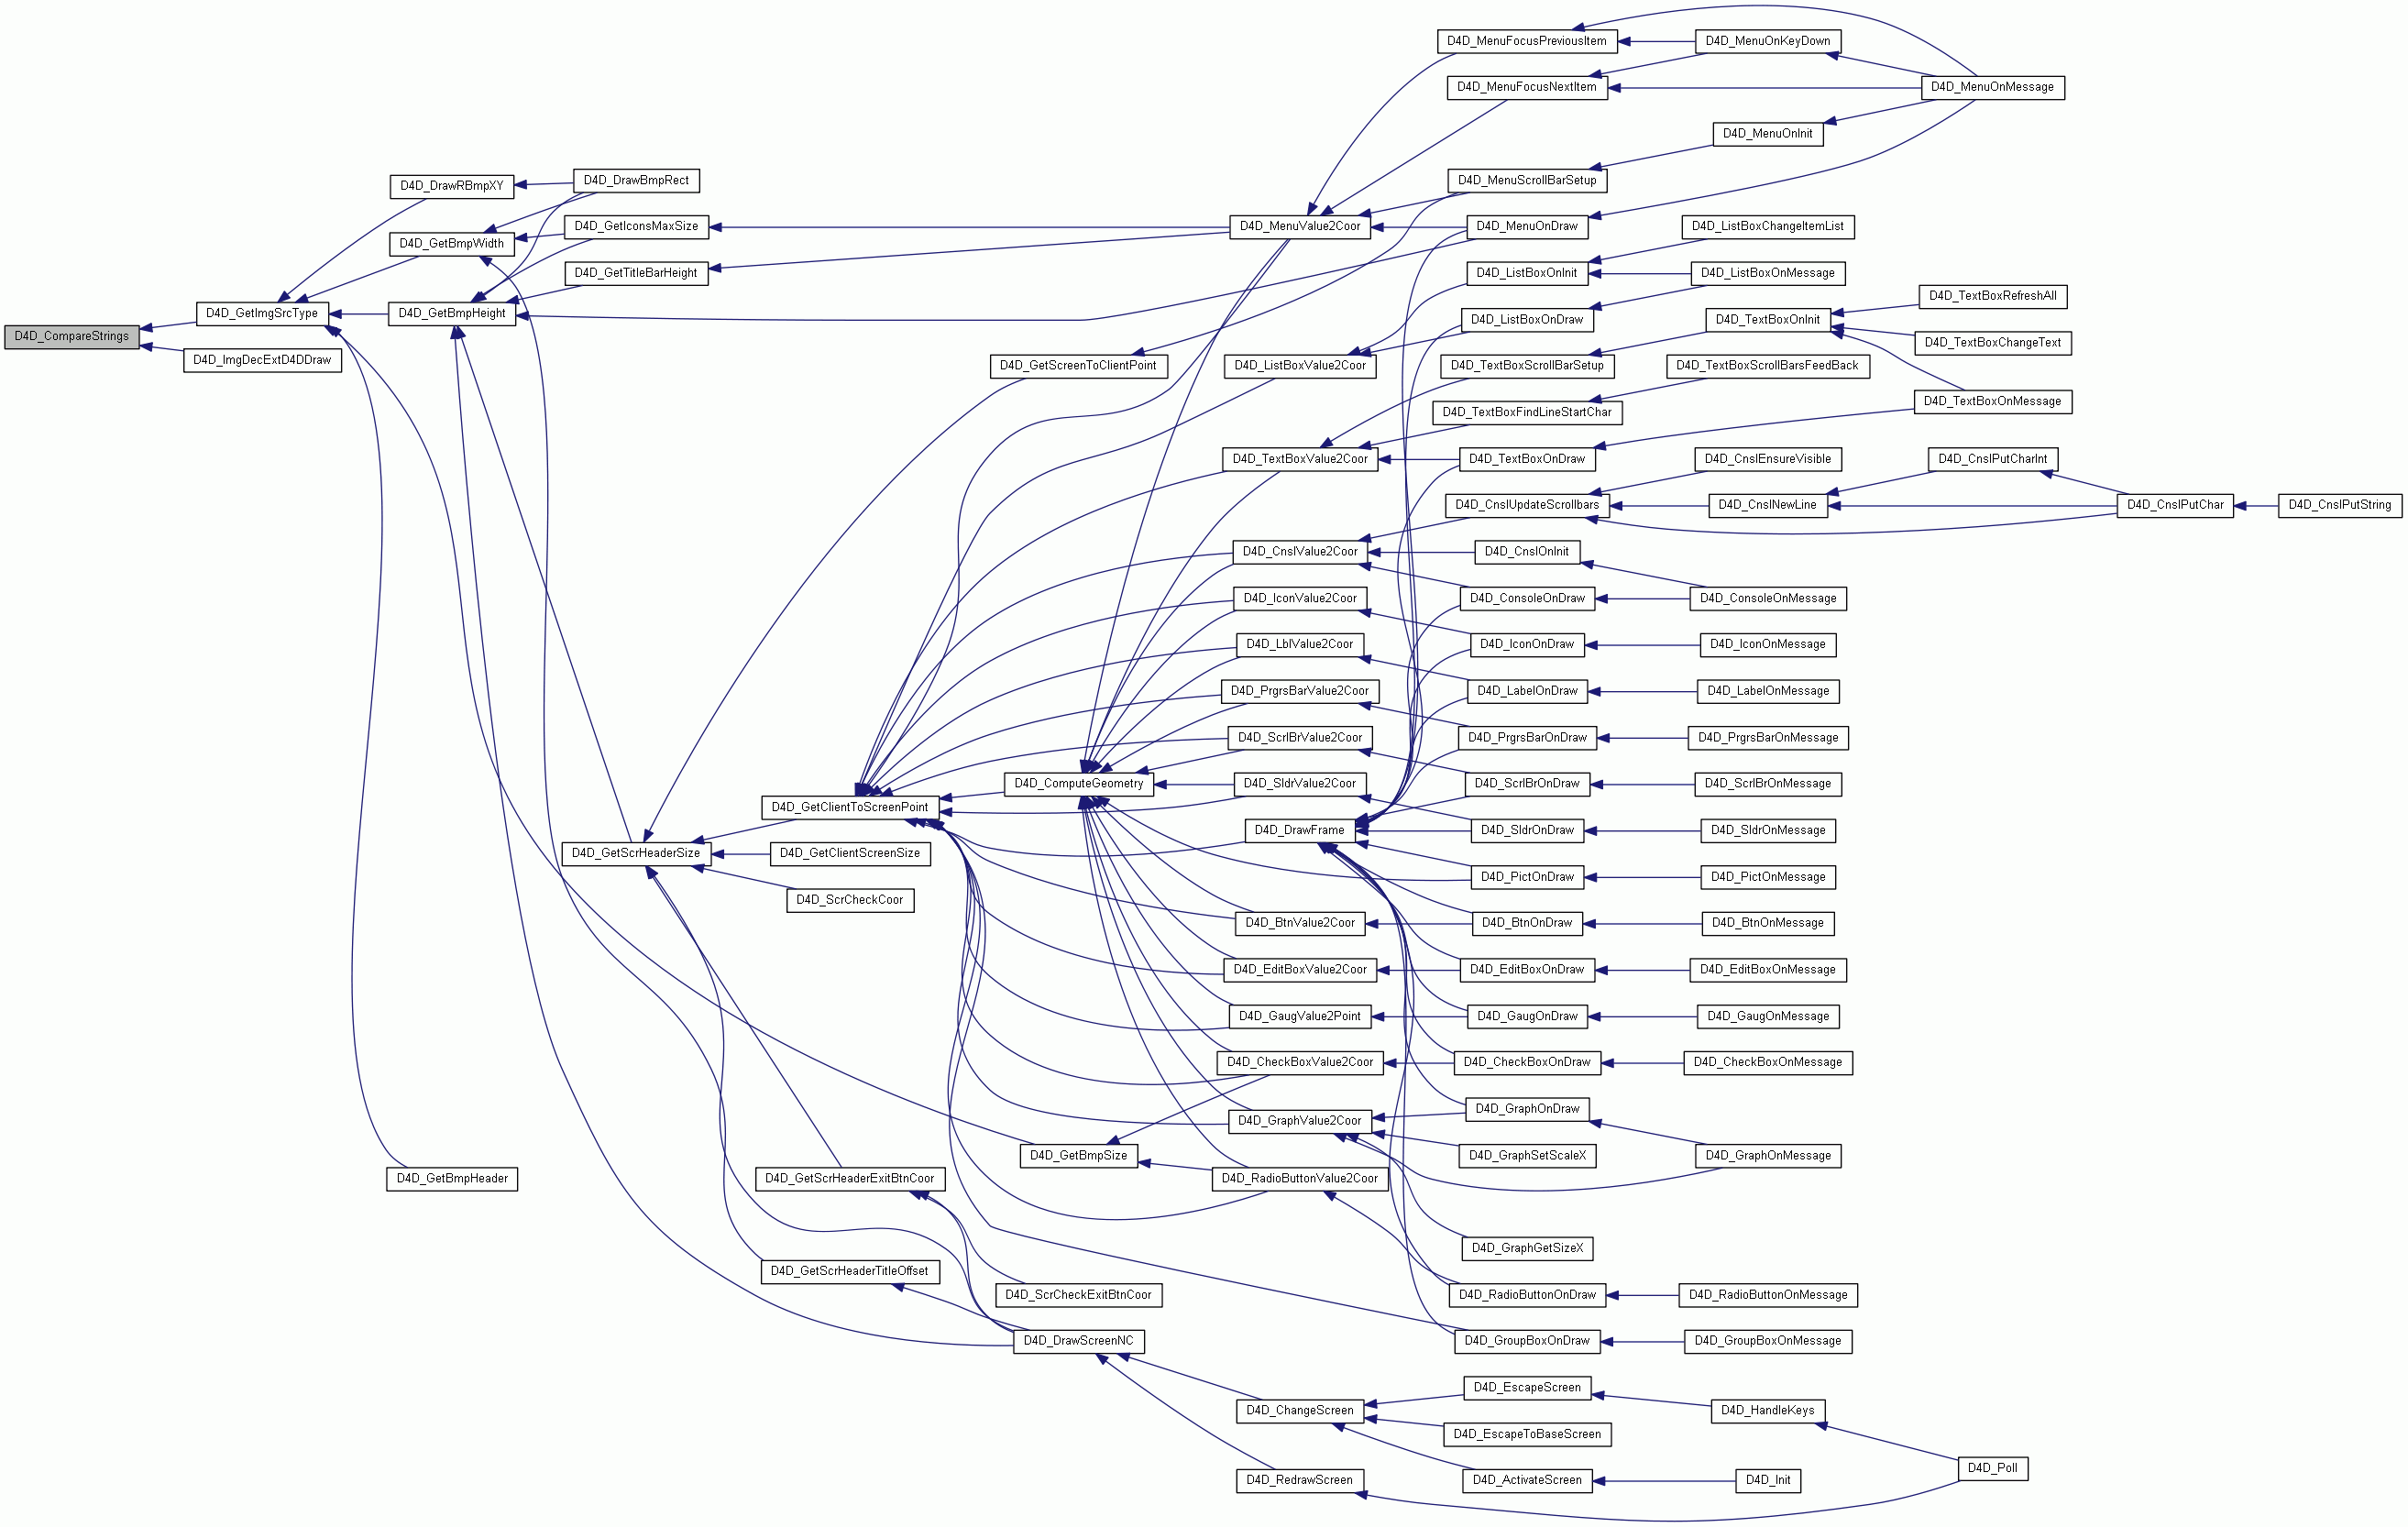 D4D_MenuFocusPreviousItem
D4D_MenuOnKeyDown
D4D_MenuFocusNextItem
D4D_MenuOnMessage
D4D_MenuOnInit
D4D_DrawRBmpXY
D4D_DrawBmpRect
D4D_MenuScrollBarSetup
D4D_GetBmpWidth
D4D_GetIconsMaxSize
D4D_MenuValue2Coor
D4D_MenuOnDraw
D4D_ListBoxChangeItemList
D4D_GetTitleBarHeight
D4D_ListBoxOnInit
D4D_ListBoxOnMessage
D4D_GetImgSrcType
D4D_GetBmpHeight
D4D_ListBoxOnDraw
D4D_TextBoxOnInit
D4D_TextBoxRefreshAll
D4D_CompareStrings
D4D_ImgDecExtD4DDraw
D4D_TextBoxChangeText
D4D_GetScreenToClientPoint
D4D_ListBoxValue2Coor
D4D_TextBoxScrollBarSetup
D4D_TextBoxScrollBarsFeedBack
D4D_TextBoxFindLineStartChar
D4D_TextBoxOnMessage
D4D_TextBoxValue2Coor
D4D_TextBoxOnDraw
D4D_CnslEnsureVisible
D4D_CnslPutCharInt
D4D_CnslUpdateScrollbars
D4D_CnslNewLine
D4D_CnslPutChar
D4D_CnslPutString
D4D_CnslValue2Coor
D4D_CnslOnInit
D4D_IconValue2Coor
D4D_ConsoleOnDraw
D4D_ConsoleOnMessage
D4D_LblValue2Coor
D4D_IconOnDraw
D4D_IconOnMessage
D4D_PrgrsBarValue2Coor
D4D_LabelOnDraw
D4D_LabelOnMessage
D4D_ScrlBrValue2Coor
D4D_PrgrsBarOnDraw
D4D_PrgrsBarOnMessage
D4D_ComputeGeometry
D4D_SldrValue2Coor
D4D_ScrlBrOnDraw
D4D_ScrlBrOnMessage
D4D_GetClientToScreenPoint
D4D_DrawFrame
D4D_SldrOnDraw
D4D_SldrOnMessage
D4D_GetScrHeaderSize
D4D_GetClientScreenSize
D4D_PictOnDraw
D4D_PictOnMessage
D4D_ScrCheckCoor
D4D_BtnValue2Coor
D4D_BtnOnDraw
D4D_BtnOnMessage
D4D_EditBoxValue2Coor
D4D_EditBoxOnDraw
D4D_EditBoxOnMessage
D4D_GaugValue2Point
D4D_GaugOnDraw
D4D_GaugOnMessage
D4D_CheckBoxValue2Coor
D4D_CheckBoxOnDraw
D4D_CheckBoxOnMessage
D4D_GraphValue2Coor
D4D_GraphOnDraw
D4D_GetBmpSize
D4D_GraphSetScaleX
D4D_GraphOnMessage
D4D_GetBmpHeader
D4D_GetScrHeaderExitBtnCoor
D4D_RadioButtonValue2Coor
D4D_GraphGetSizeX
D4D_GetScrHeaderTitleOffset
D4D_ScrCheckExitBtnCoor
D4D_RadioButtonOnDraw
D4D_RadioButtonOnMessage
D4D_DrawScreenNC
D4D_GroupBoxOnDraw
D4D_GroupBoxOnMessage
D4D_EscapeScreen
D4D_ChangeScreen
D4D_HandleKeys
D4D_EscapeToBaseScreen
D4D_Poll
D4D_RedrawScreen
D4D_ActivateScreen
D4D_Init